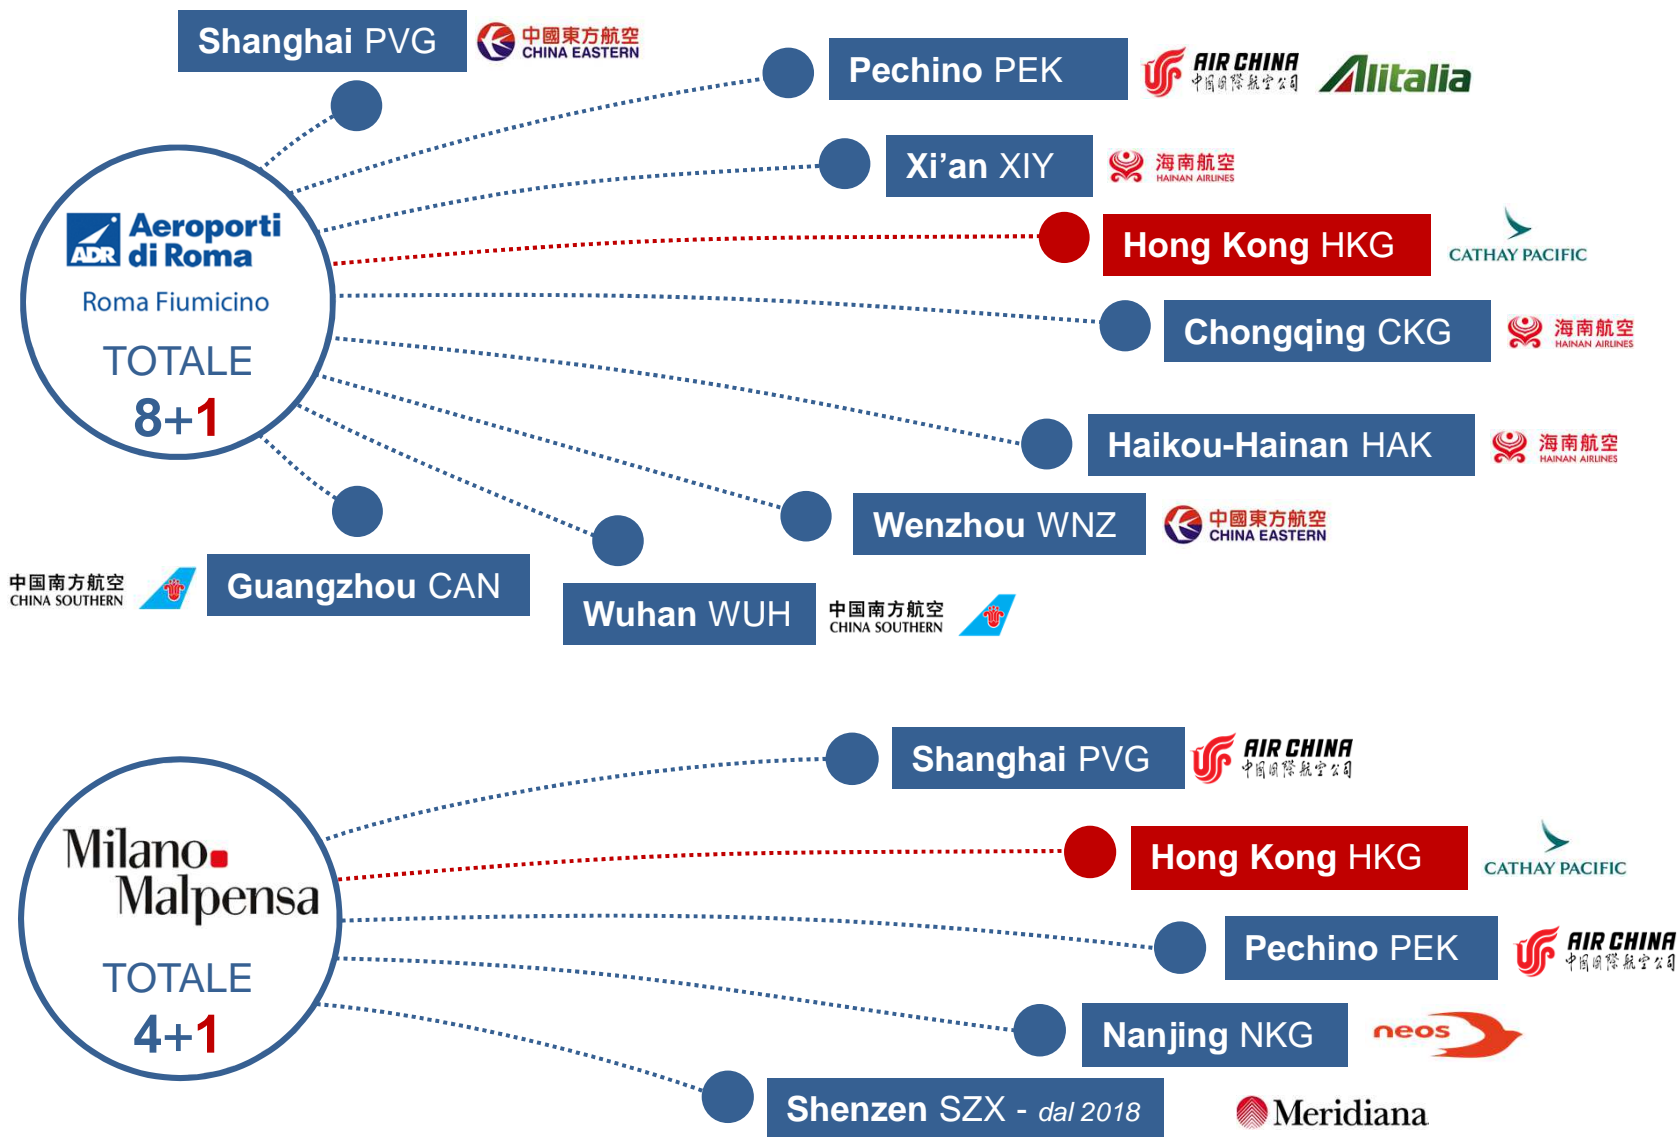 Shanghai PVG
中國東方航空
CHINA EASTERN
Pechino PEK
AIR CHINA
中国国际航空公司
Alitalia
Xi’an XIY
海南航空
HAINAN AIRLINES
ADR Aeroporti
di Roma
Roma Fiumicino
TOTALE
8+1
Hong Kong HKG
CATHAY PACIFIC
Chongqing CKG
海南航空
HAINAN AIRLINES
Haikou-Hainan HAK
海南航空
HAINAN AIRLINES
Wenzhou WNZ
中國東方航空
CHINA EASTERN
中国南方航空
CHINA SOUTHERN
Guangzhou CAN
Wuhan WUH
中国南方航空
CHINA SOUTHERN
Milano
Malpensa
TOTALE
4+1
Shanghai PVG
AIR CHINA
中国国际航空公司
Hong Kong HKG
CATHAY PACIFIC
Pechino PEK
AIR CHINA
中国国际航空公司
Nanjing NKG
neos
Shenzen SZX - dal 2018
Meridiana